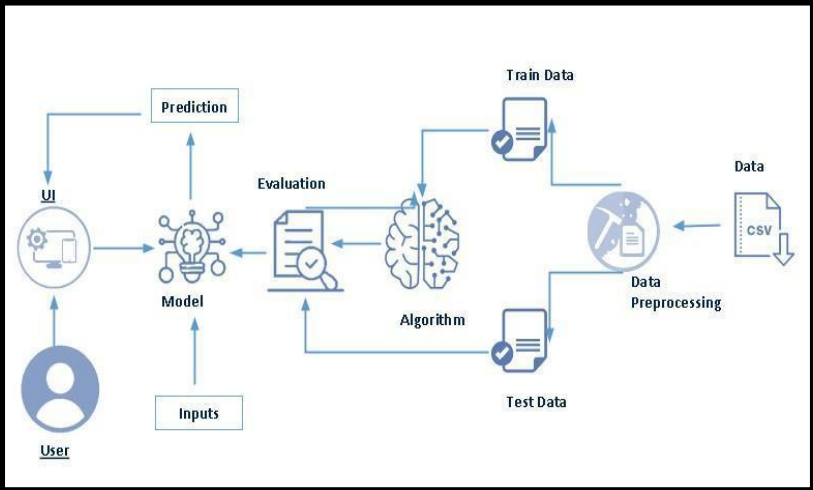 Train Data
Prediction
Data
Evaluation
UI
CSV
Model
Data
Preprocessing
Algorithm
Inputs
Test Data
User